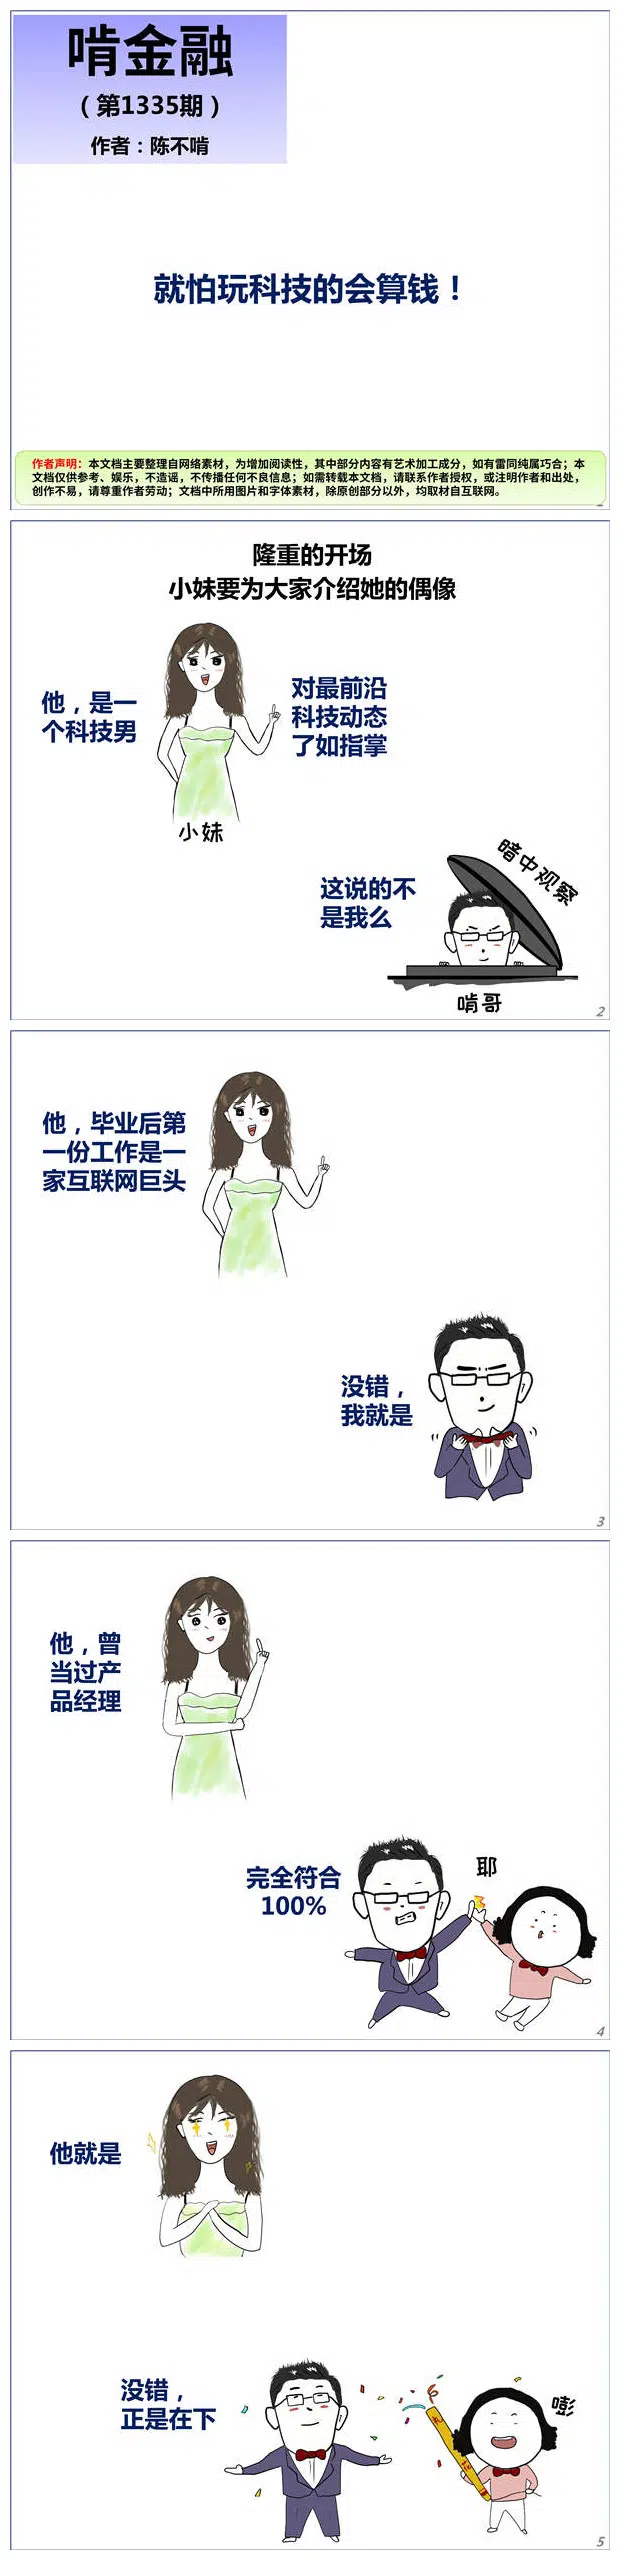 啃金融
（第1335期）
作者：陈不啃
就怕玩科技的会算钱！
作者声明：本文档主要整理自网络素材，为增加阅读性，其中部分内容有艺术加工成分，如有雷同纯属巧合；本
文档仅供参考、娱乐，不造谣，不传播任何不良信息；如需转载本文档，请联系作者授权，或注明作者和出处，
创作不易，请尊重作者劳动；文档中所用图片和字体素材，除原创部分以外，均取材自互联网。
隆重的开场
小妹要为大家介绍她的偶像
他，是一
个科技男
对最前沿
科技动态
了如指掌
小妹
暗中观察
这说的不
是我么
啃哥
2
他，毕业后第
一份工作是一
家互联网巨头
没错，
我就是
3
他，曾
当过产
品经理
完全符合
100%
耶
4
他就是
没错，
正是在下
嘭
5